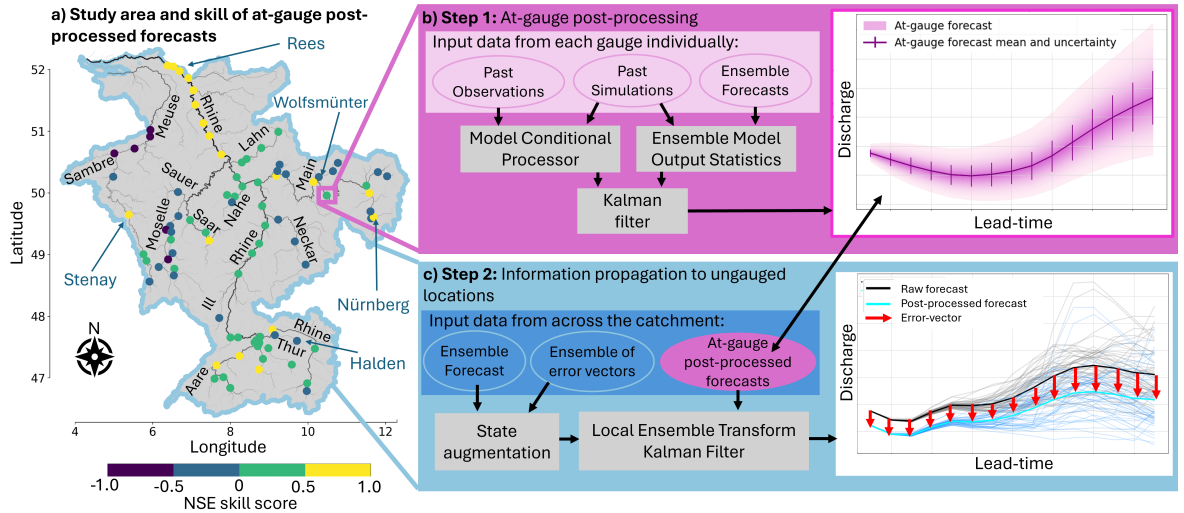 a) Study area and skill of at-gauge post-
processed forecasts
Rees
Wolfsmünter
Stenay
Nürnberg
Halden
Meuse
Rhine
Lahn
Sambre
Sauer
Main
Moselle
Saar
Nahe
Rhine
Neckar
Ill
Rhine
Thur
Aare
N
Latitude
52
51
50
49
48
47
4
6
8
10
12
Longitude
-1.0
-0.5
0
0.5
1.0
NSE skill score
b) Step 1: At-gauge post-processing
Input data from each gauge individually:
Past
Observations
Past
Simulations
Ensemble
Forecasts
Model Conditional
Processor
Ensemble Model
Output Statistics
Kalman
filter
At-gauge forecast
At-gauge forecast mean and uncertainty
Discharge
Lead-time
c) Step 2: Information propagation to ungauged
locations
Input data from across the catchment:
Ensemble
Forecast
Ensemble of
error vectors
At-gauge
post-processed
forecasts
State
augmentation
Local Ensemble Transform
Kalman Filter
Raw forecast
Post-processed forecast
Error-vector
Discharge
Lead-time